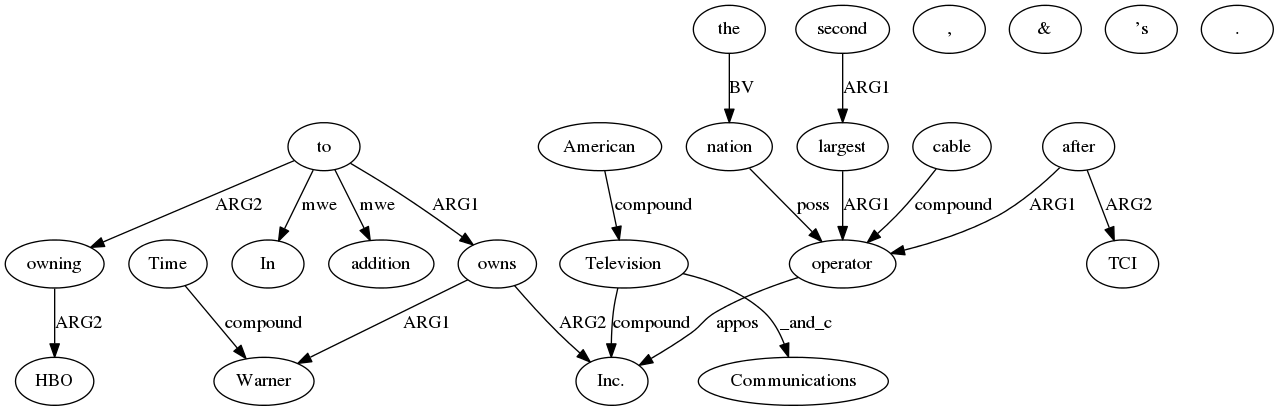 the second , & ’s .
BV ARG1
to American nation largest cable after
ARG2 mwe mwe ARG1 compound poss ARG1 compound ARG1 ARG2
owning Time In addition owns Television operator TCI
ARG2 compound ARG1 ARG2 compound appos _and_c
HBO Warner Inc. Communications